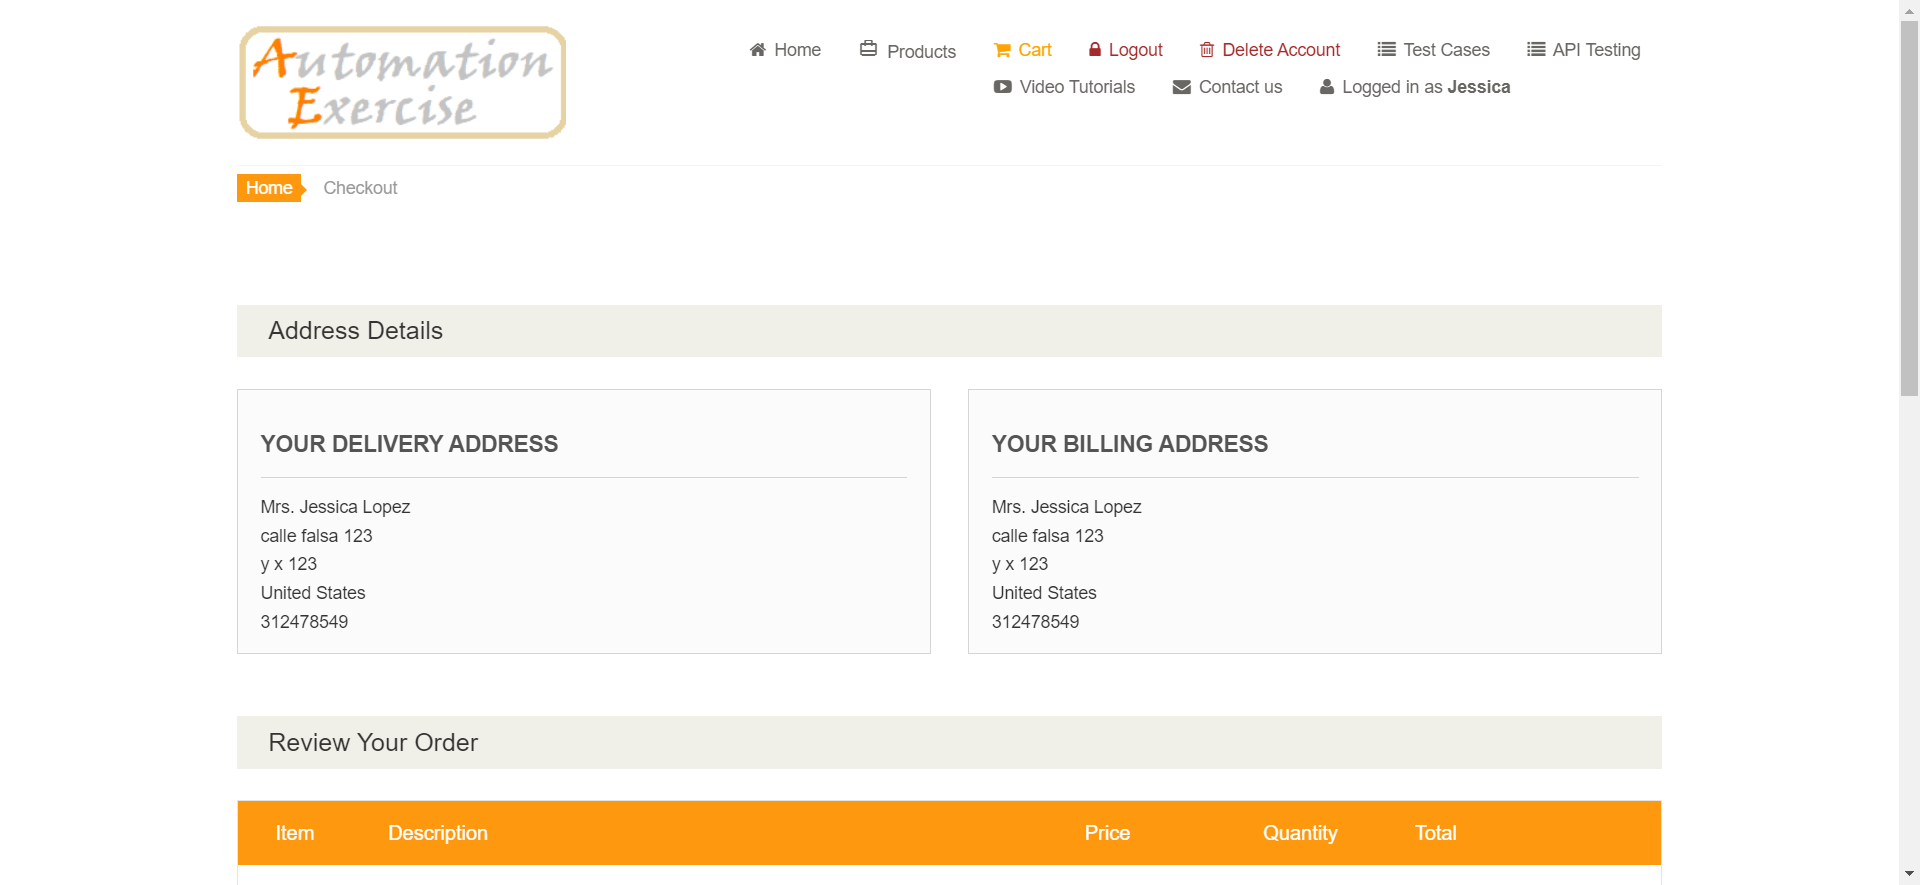 Automation
Exercise
Home
Products
Cart
Logout
Delete Account
Test Cases
API Testing
Video Tutorials
Contact us
Logged in as Jessica
Home
Checkout
Address Details
YOUR DELIVERY ADDRESS
Mrs. Jessica Lopez
calle falsa 123
y x 123
United States
312478549
YOUR BILLING ADDRESS
Mrs. Jessica Lopez
calle falsa 123
y x 123
United States
312478549
Review Your Order
Item Description Price Quantity Total